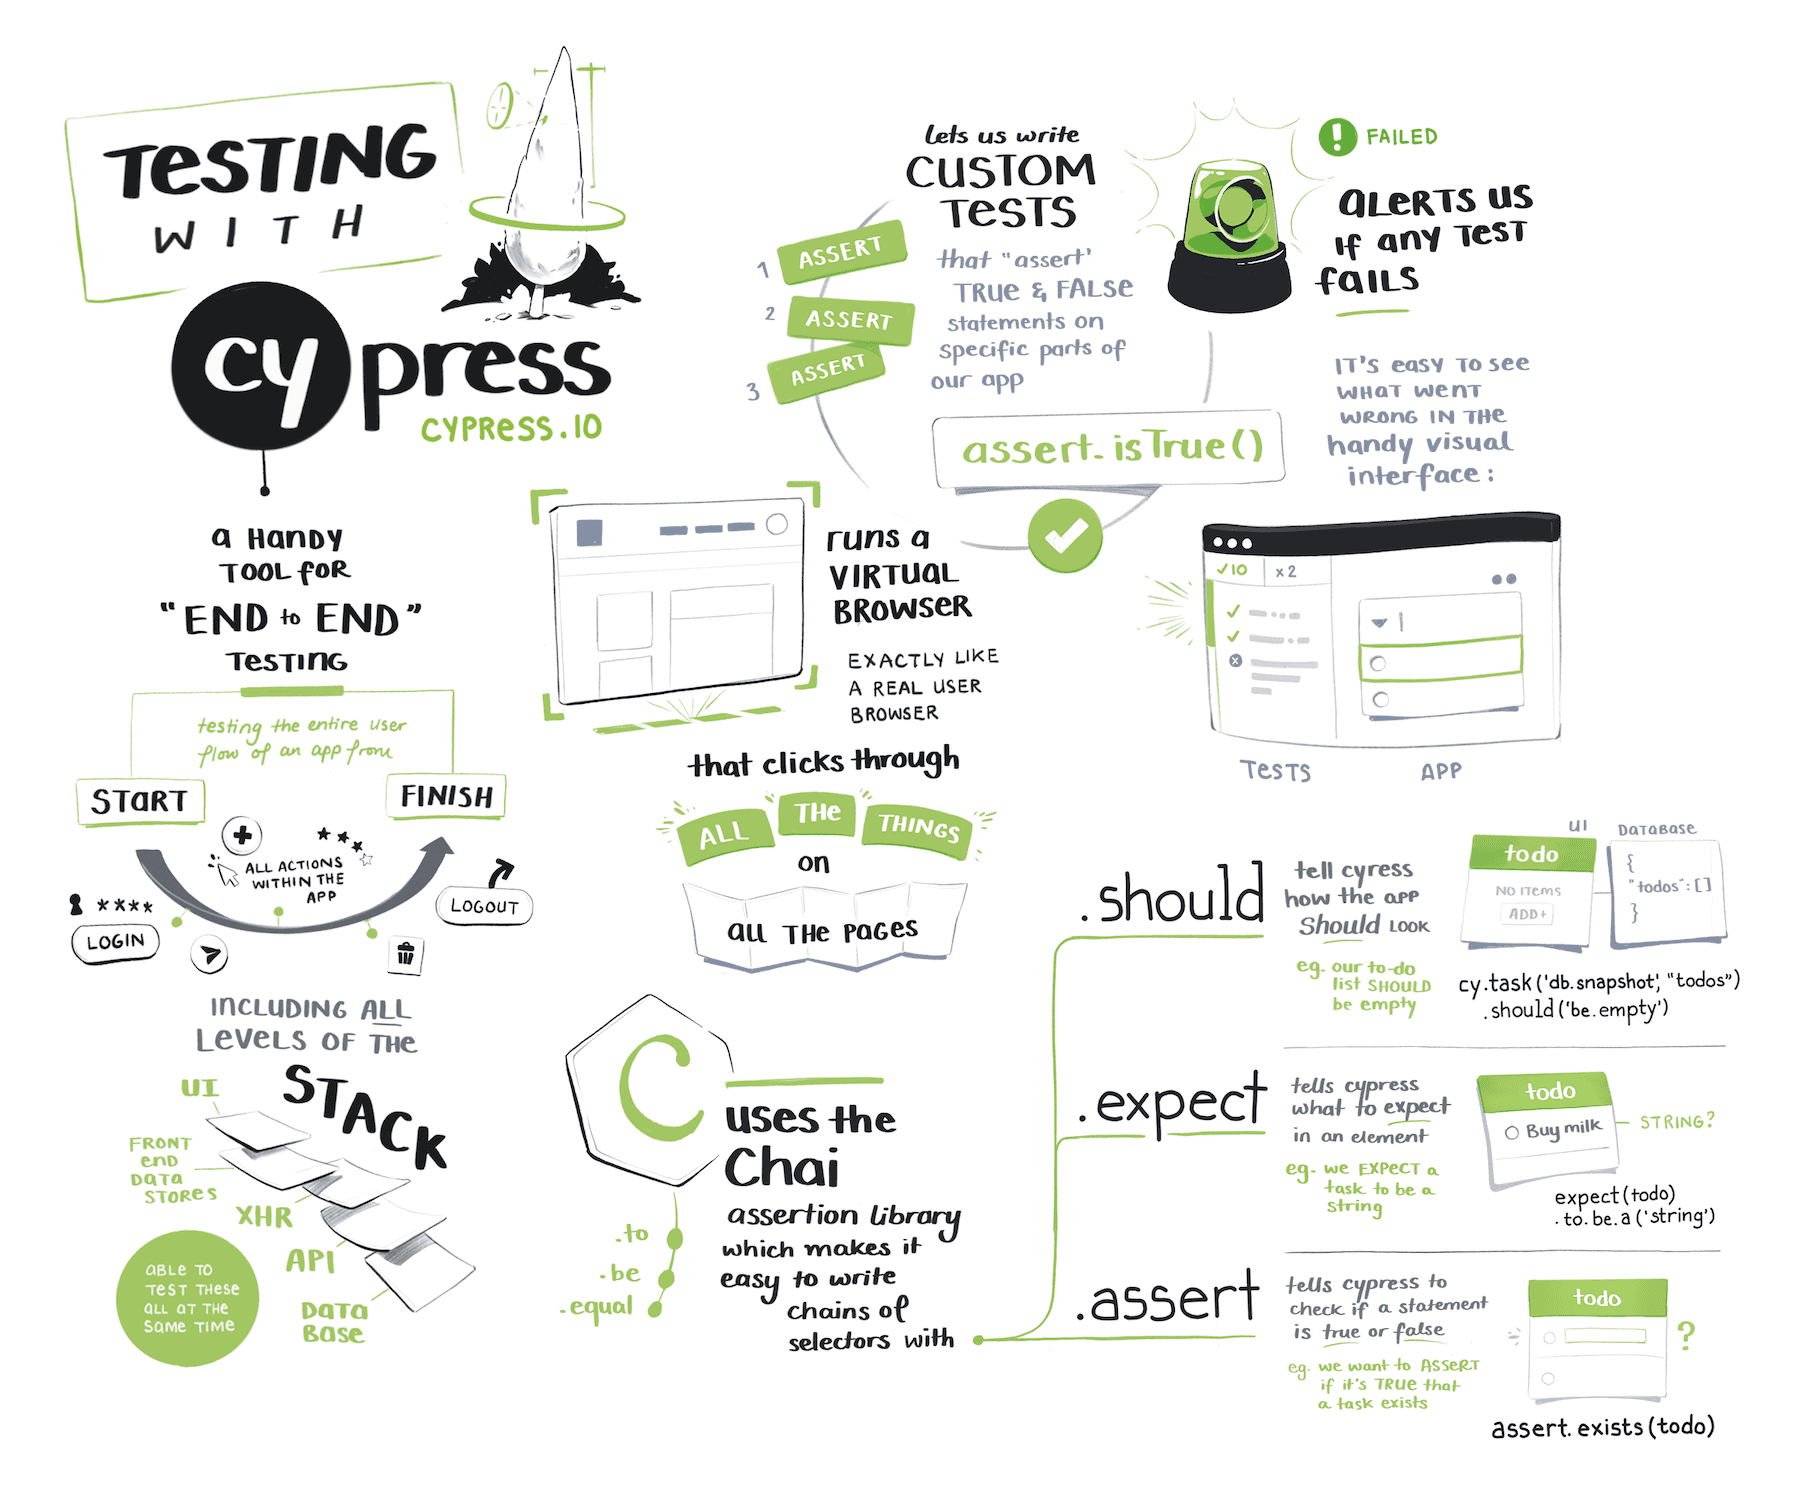 TESTING
WITH
cypress
CYPRESS.IO
a HANDY
TOOL for
"END to END"
TESTING
testing the entire user
flow of an app from
START
FINISH
ALL ACTIONS
WITHIN THE
APP
****
LOGIN
LOGOUT
INCLUDING ALL
LEVELS OF THE
STACK
UI
FRONT
END
DATA
STORES
XHR
API
DATA
BASE
ABLE TO
TEST THESE
ALL AT THE
SAME TIME
lets us write
CUSTOM
TESTS
1 ASSERT
2 ASSERT
3 ASSERT
that "assert'
TRUE & FALSE
statements on
specific parts of
our app
assert.isTrue()
runs a
VIRTUAL
BROWSER
EXACTLY LIKE
A REAL USER
BROWSER
that clicks through
ALL THE THINGS
on
all THE PAGES
C
uses the
Chai
assertion library
which makes it
easy to write
chains of
selectors with
.to
.be
.equal
! FAILED
ALERTS US
IF any TEST
fails
IT'S easy TO see
WHAT WENT
WRONG IN THE
handy visual
interface:
✓10 x2
TESTS APP
.should
tell cyress
how the app
Should LOOK
eg. our to-do
list SHOULD
be empty
UI
todo
NO ITEMS
ADD+
DATABASE
{
"todos":[]
}
cy.task('db.snapshot', "todos")
.should('be.empty')
.expect
tells cypress
what to expect
in an element
eg. we EXPECT a
task to be a
string
todo
Buy milk
STRING?
expect(todo)
.to.be.a('string')
.assert
tells cypress to
check if a statement
is true or false
eg. we want to ASSERT
if it's TRUE that
a task exists
todo
?
assert.exists(todo)